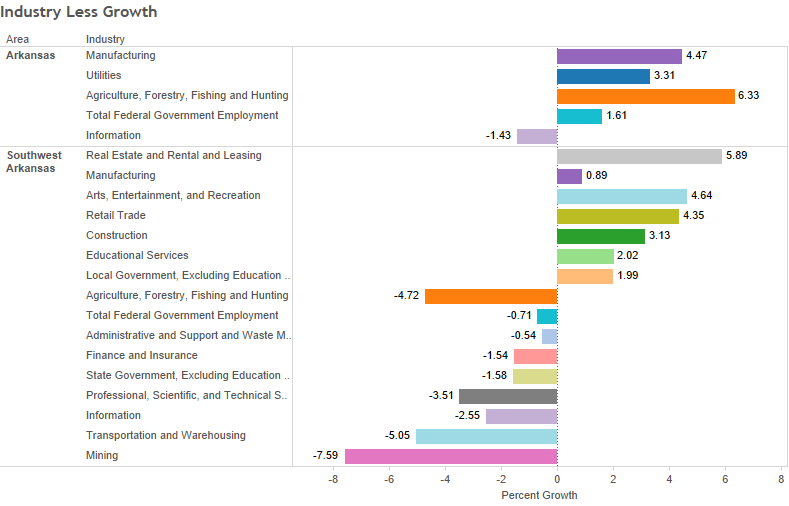 Industry Less Growth
Area Industry
Arkansas Manufacturing 4.47
Utilities 3.31
Agriculture, Forestry, Fishing and Hunting 6.33
Total Federal Government Employment 1.61
Information -1.43
Southwest Arkansas Real Estate and Rental and Leasing 5.89
Manufacturing 0.89
Arts, Entertainment, and Recreation 4.64
Retail Trade 4.35
Construction 3.13
Educational Services 2.02
Local Government, Excluding Education .. 1.99
Agriculture, Forestry, Fishing and Hunting -4.72
Total Federal Government Employment -0.71
Administrative and Support and Waste M.. -0.54
Finance and Insurance -1.54
State Government, Excluding Education .. -1.58
Professional, Scientific, and Technical S.. -3.51
Information -2.55
Transportation and Warehousing -5.05
Mining -7.59
-8 -6 -4 -2 0 2 4 6 8
Percent Growth